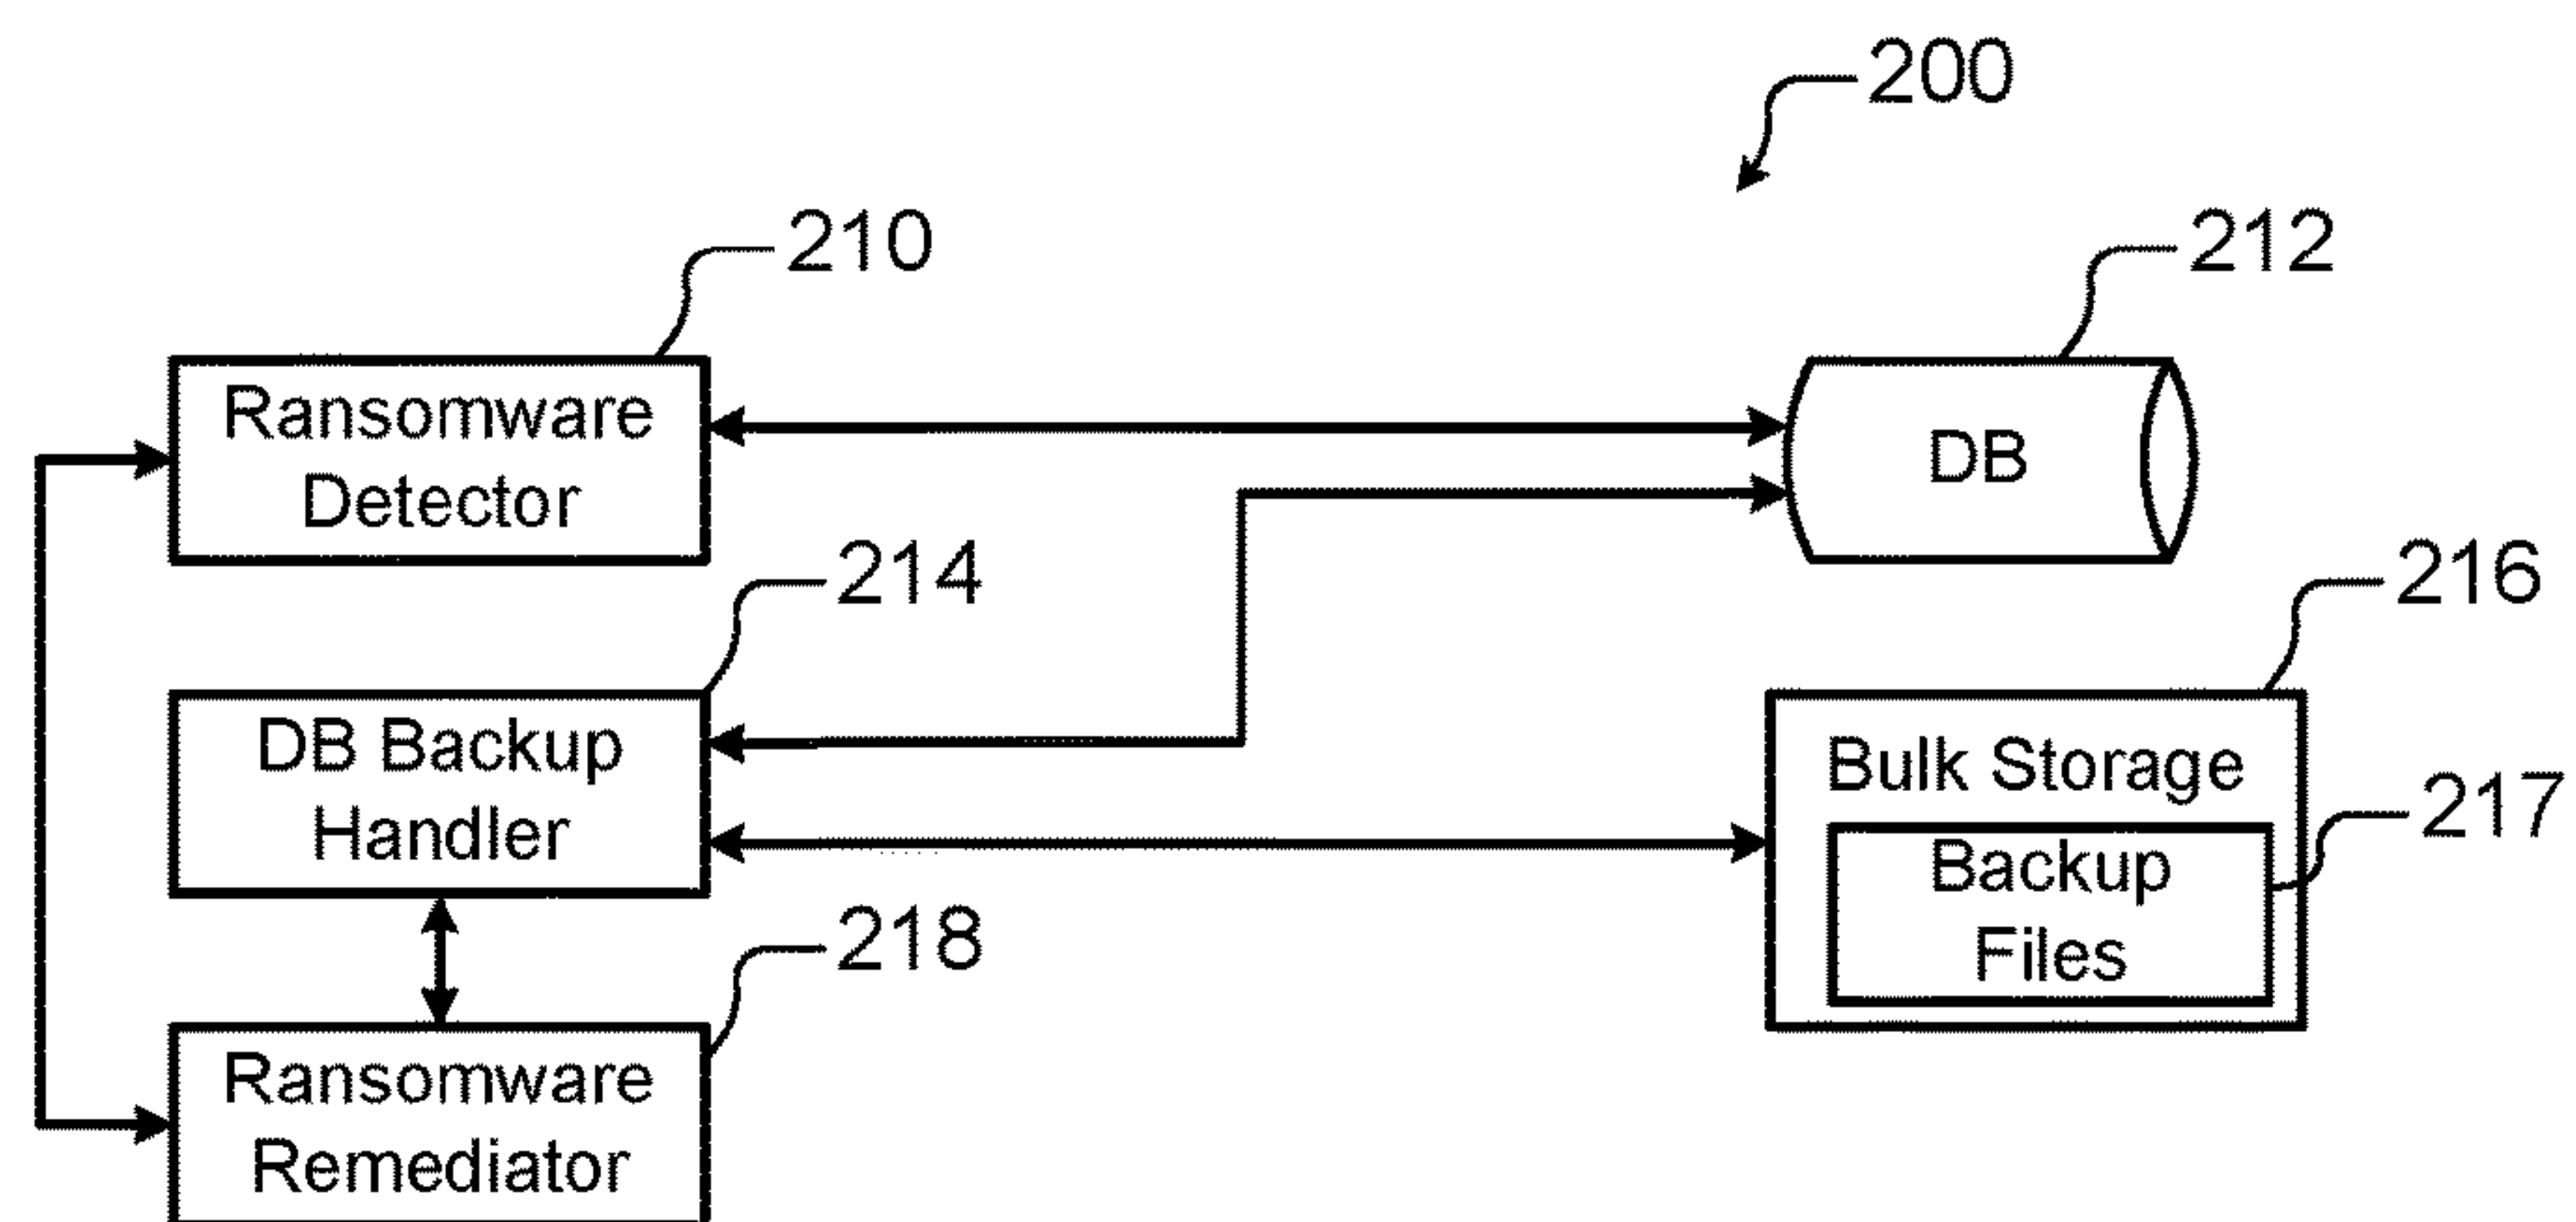 200
210
212
Ransomware
Detector
DB
214
216
DB Backup
Handler
Bulk Storage
217
Backup
Files
218
Ransomware
Remediator